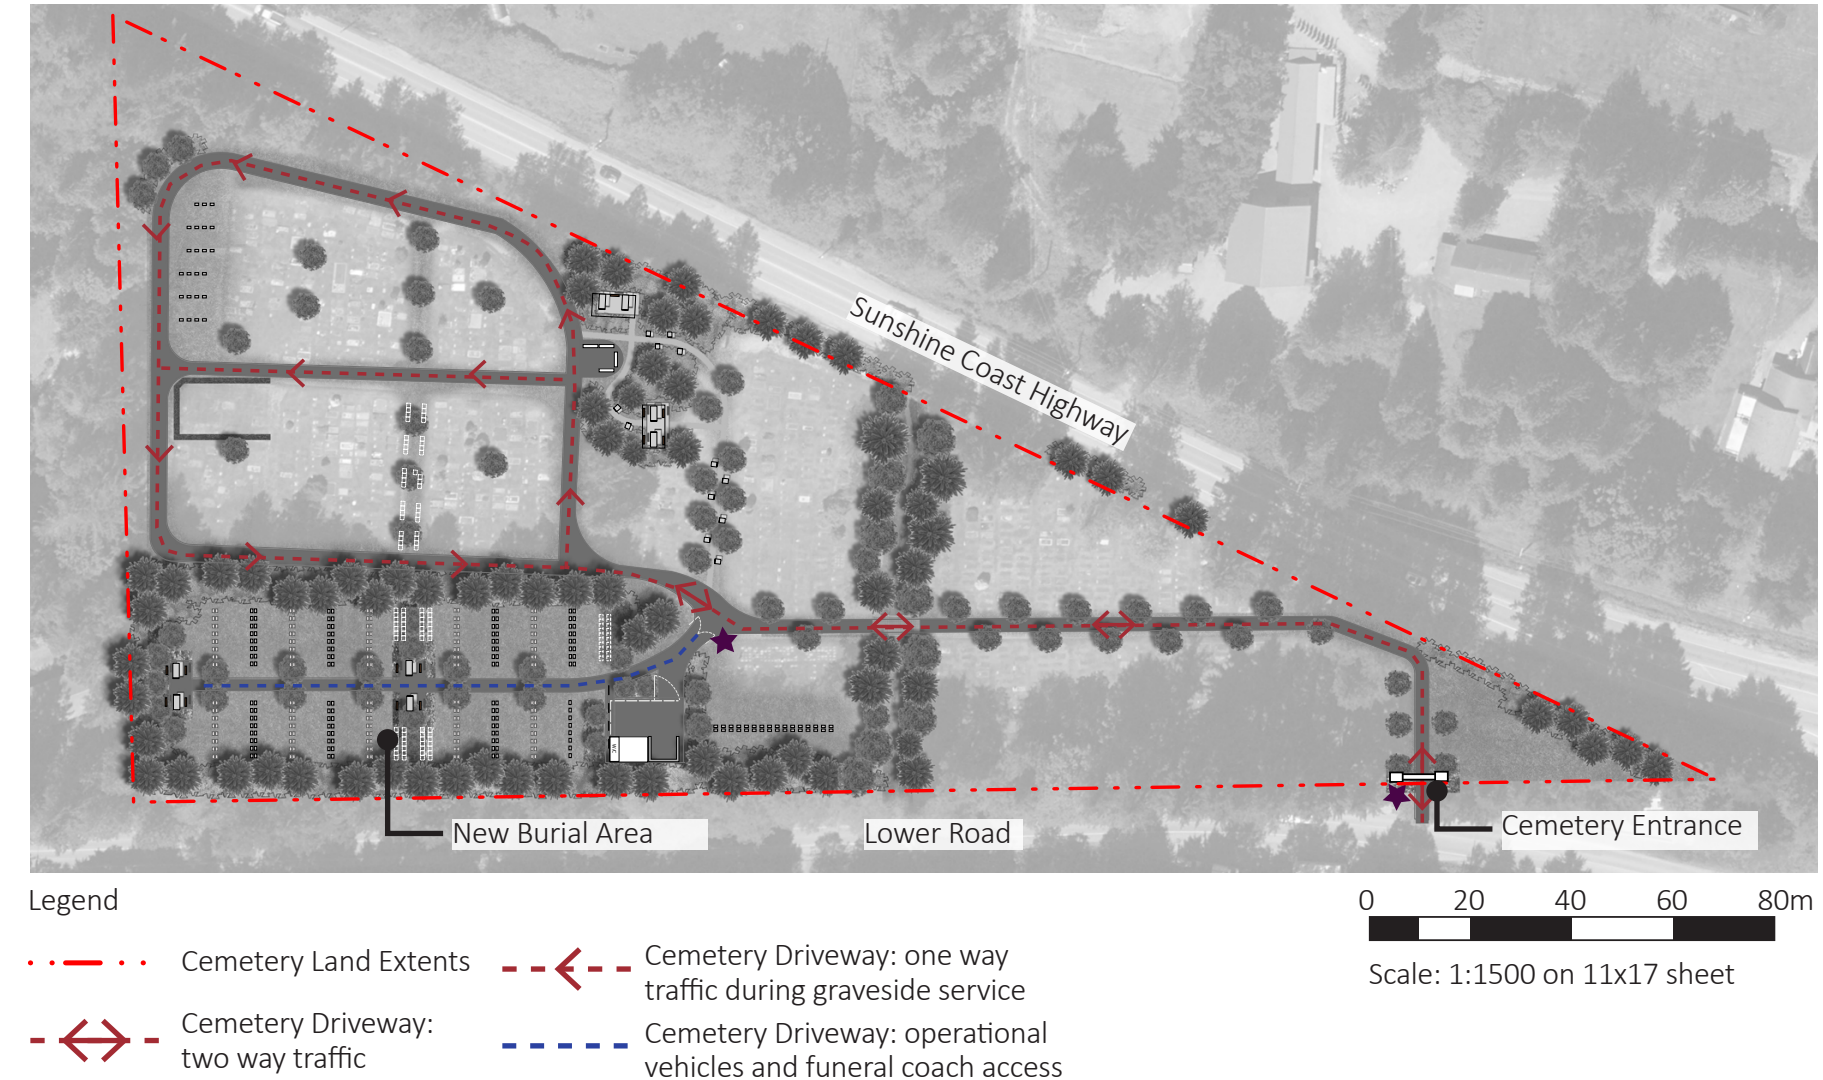 Sunshine Coast Highway
New Burial Area
Lower Road
Cemetery Entrance
Legend
Cemetery Land Extents
Cemetery Driveway:
two way traffic
Cemetery Driveway: one way
traffic during graveside service
Cemetery Driveway: operational
vehicles and funeral coach access
0 20 40 60 80m
Scale: 1:1500 on 11x17 sheet